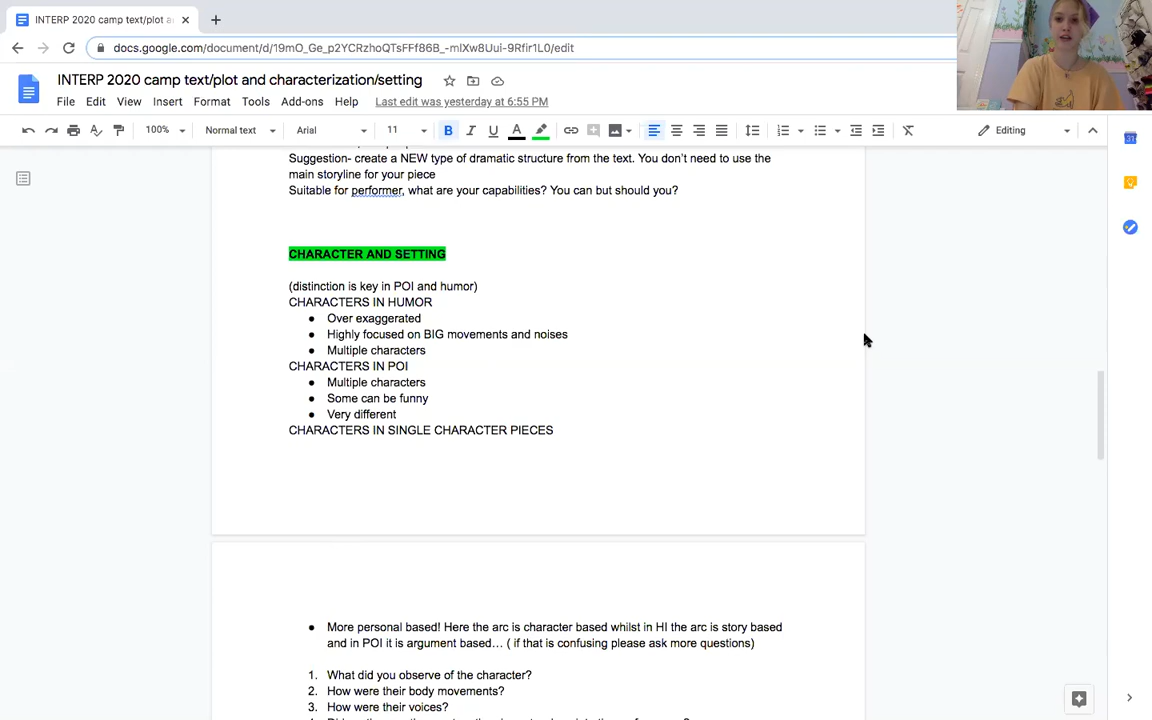 INTERP 2020 camp text/plot a
docs.google.com/document/d/19mO_Ge_p2YCRzhoQTsFFf86B_-mIXw8Uui-9Rfir1L0/edit
INTERP 2020 camp text/plot and characterization/setting
File Edit View Insert Format Tools Add-ons Help Last edit was yesterday at 6:55 PM
100% Normal text Arial 11 B I U A Editing
Suggestion- create a NEW type of dramatic structure from the text. You don't need to use the
main storyline for your piece
Suitable for performer, what are your capabilities? You can but should you?
CHARACTER AND SETTING
(distinction is key in POI and humor)
CHARACTERS IN HUMOR
● Over exaggerated
● Highly focused on BIG movements and noises
● Multiple characters
CHARACTERS IN POI
● Multiple characters
● Some can be funny
● Very different
CHARACTERS IN SINGLE CHARACTER PIECES
● More personal based! Here the arc is character based whilst in HI the arc is story based
and in POI it is argument based… ( if that is confusing please ask more questions)
1. What did you observe of the character?
2. How were their body movements?
3. How were their voices?